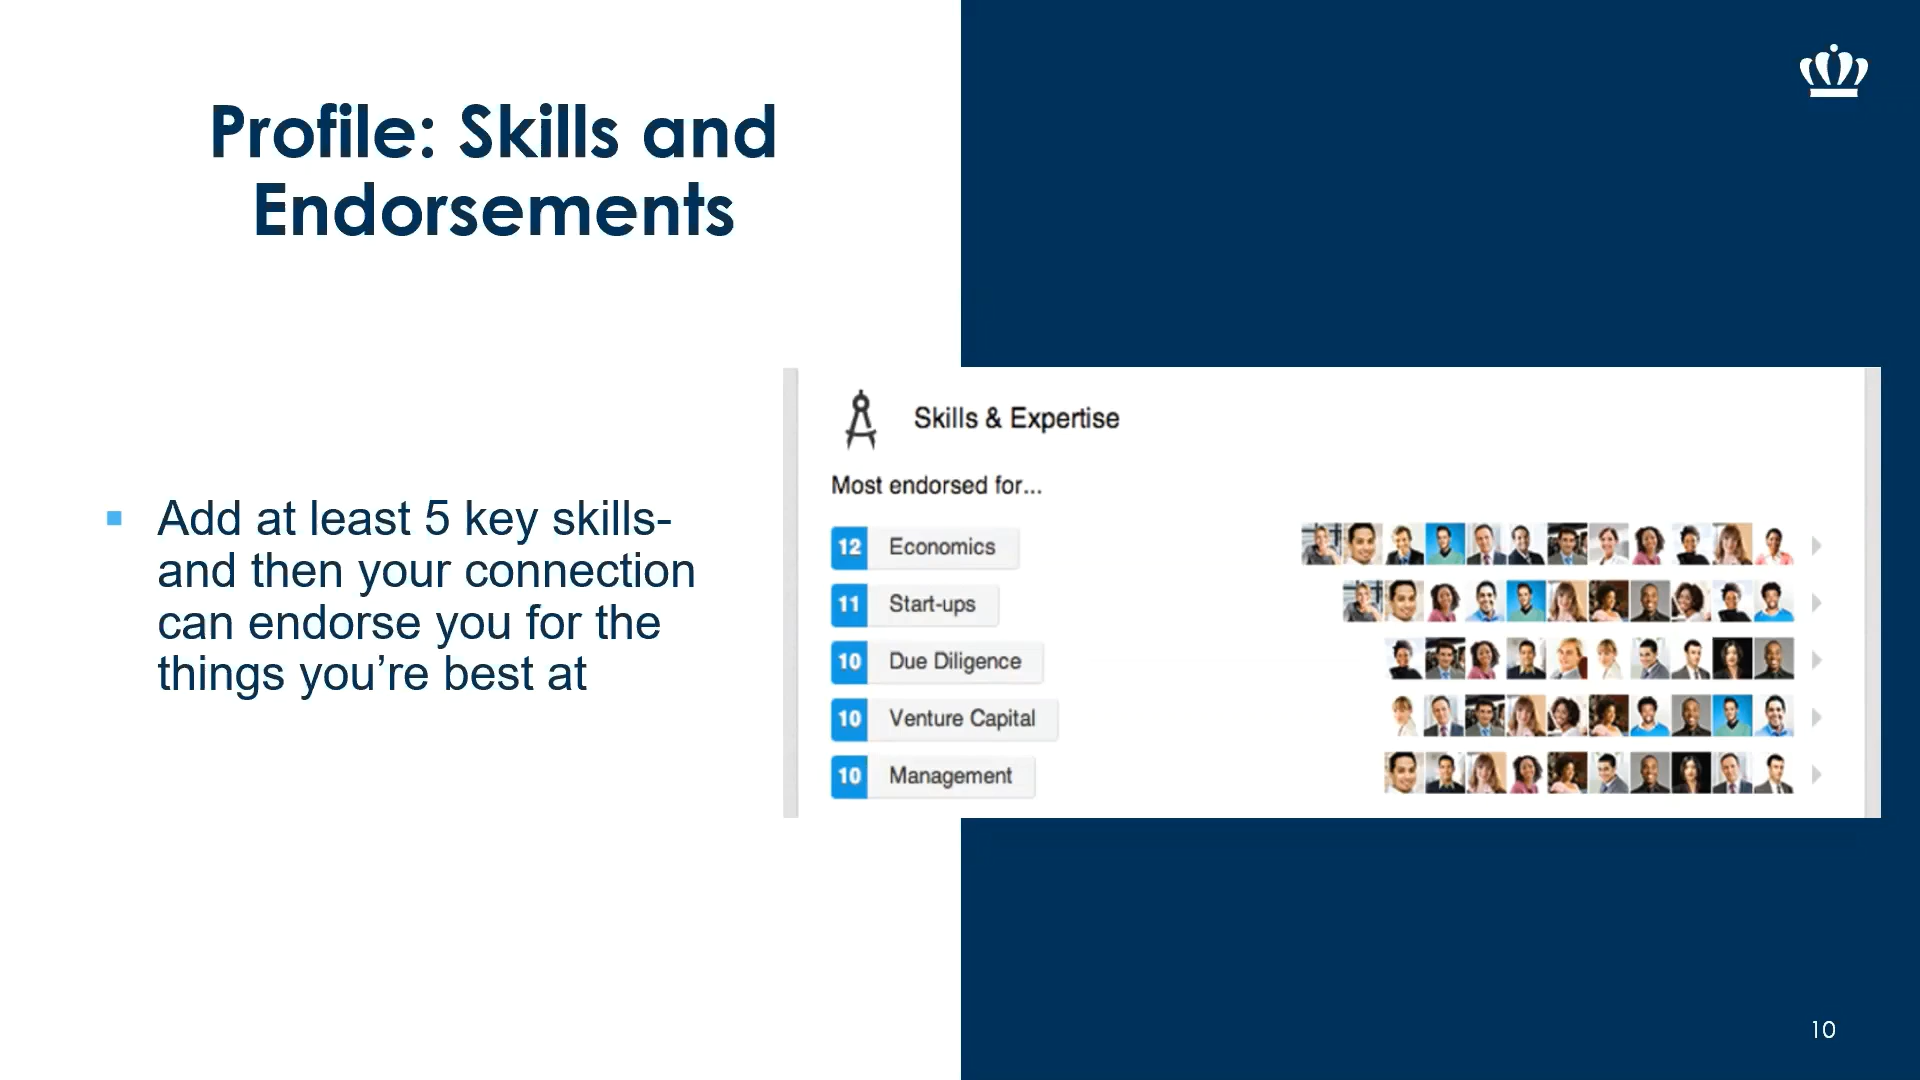 Profile: Skills and
Endorsements
Add at least 5 key skills-
and then your connection
can endorse you for the
things you’re best at
Skills & Expertise
Most endorsed for...
12 Economics
11 Start-ups
10 Due Diligence
10 Venture Capital
10 Management
10